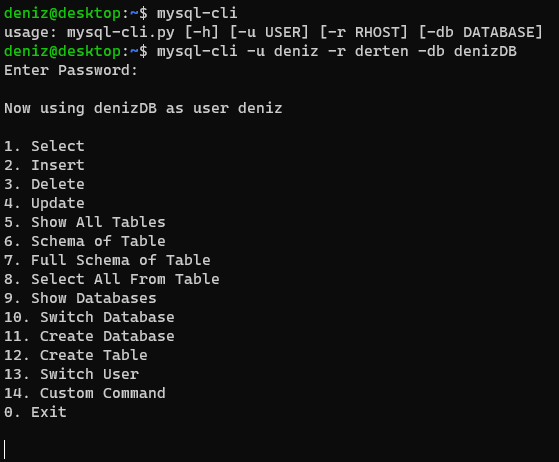 deniz@desktop:~$ mysql-cli
usage: mysql-cli.py [-h] [-u USER] [-r RHOST] [-db DATABASE]
deniz@desktop:~$ mysql-cli -u deniz -r derten -db denizDB
Enter Password:
Now using denizDB as user deniz
1. Select
2. Insert
3. Delete
4. Update
5. Show All Tables
6. Schema of Table
7. Full Schema of Table
8. Select All From Table
9. Show Databases
10. Switch Database
11. Create Database
12. Create Table
13. Switch User
14. Custom Command
0. Exit